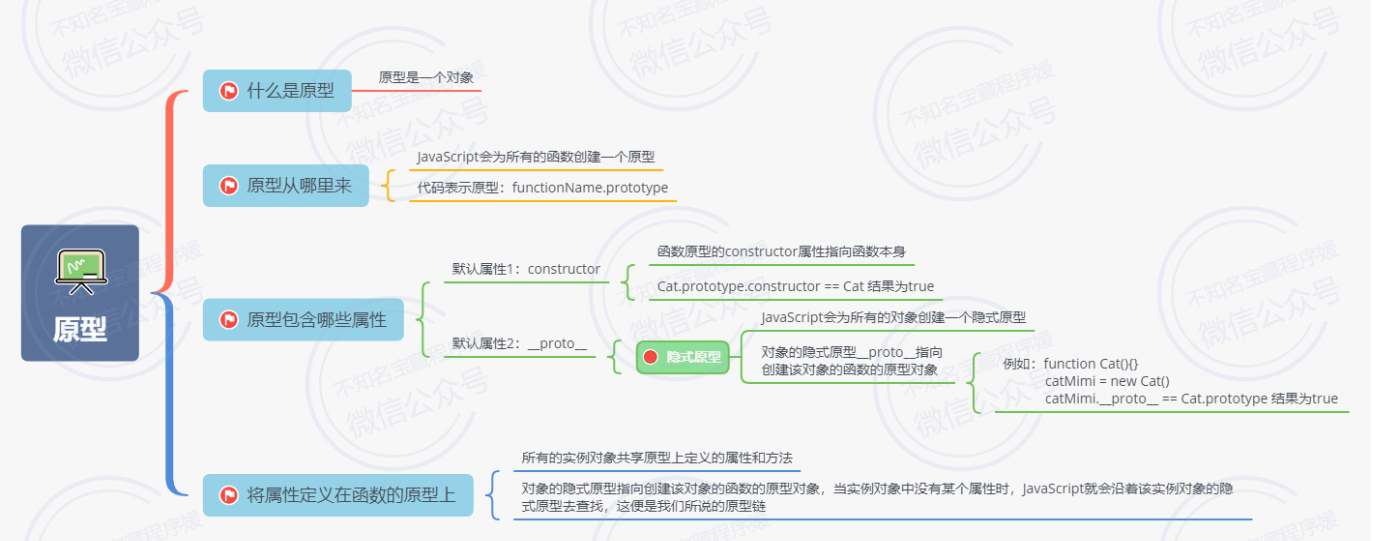 原型
什么是原型
原型是一个对象
原型从哪里来
JavaScript会为所有的函数创建一个原型
代码表示原型：functionName.prototype
原型包含哪些属性
默认属性1：constructor
函数原型的constructor属性指向函数本身
Cat.prototype.constructor == Cat 结果为true
默认属性2：__proto__
隐式原型
JavaScript会为所有的对象创建一个隐式原型
对象的隐式原型__proto__指向
创建该对象的函数的原型对象
例如：function Cat(){}
catMimi = new Cat()
catMimi.__proto__ == Cat.prototype 结果为true
将属性定义在函数的原型上
所有的实例对象共享原型上定义的属性和方法
对象的隐式原型指向创建该对象的函数的原型对象，当实例对象中没有某个属性时，JavaScript就会沿着该实例对象的隐
式原型去查找，这便是我们所说的原型链
不知名宝藏程序媛
微信公众号